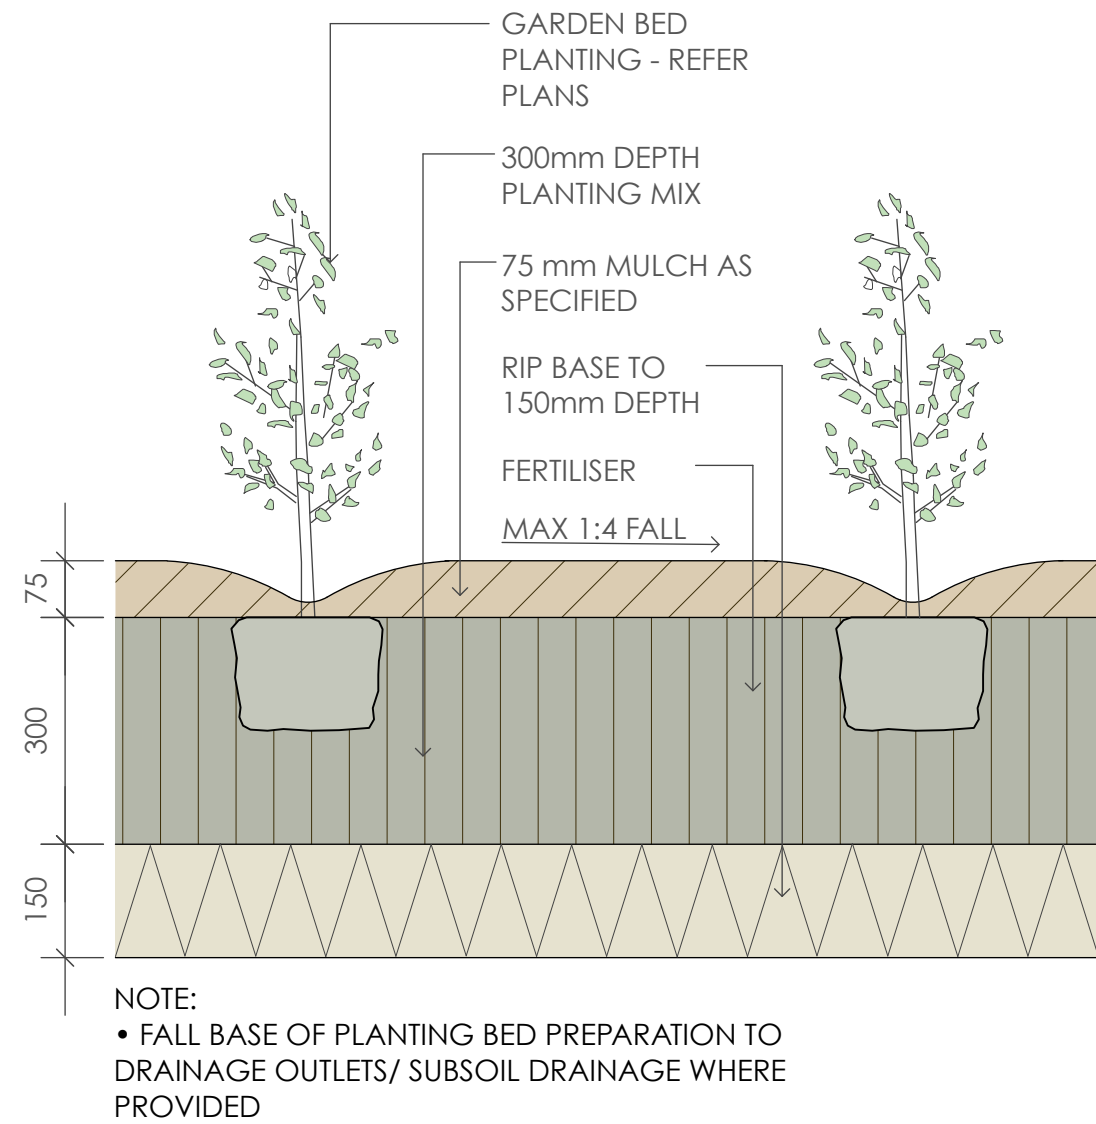 GARDEN BED
PLANTING - REFER
PLANS
300mm DEPTH
PLANTING MIX
75 mm MULCH AS
SPECIFIED
RIP BASE TO
150mm DEPTH
FERTILISER
MAX 1:4 FALL
75
300
150
NOTE:
• FALL BASE OF PLANTING BED PREPARATION TO
DRAINAGE OUTLETS/ SUBSOIL DRAINAGE WHERE
PROVIDED